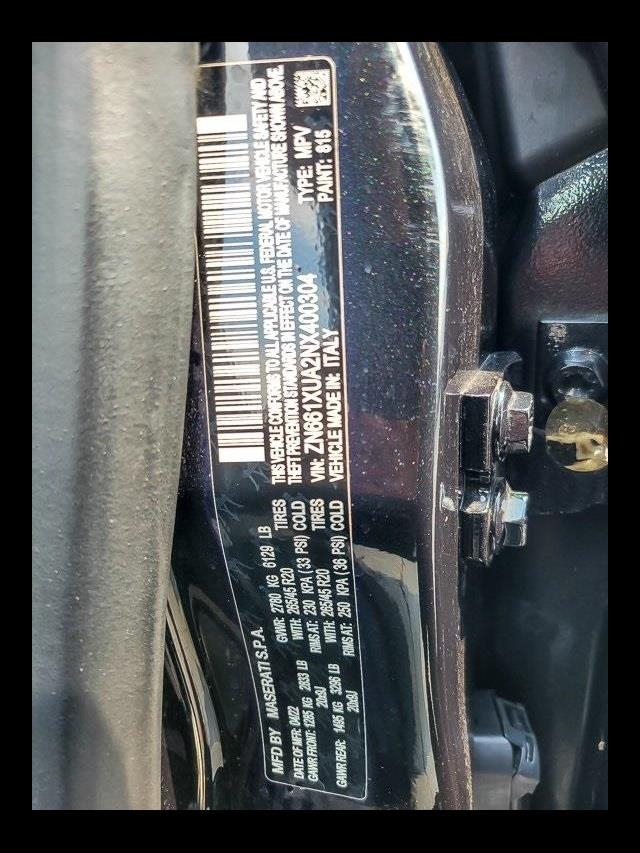 MFD BY MASERATI S.P.A.
DATE OF MFR: 04/22 GVWR: 2780 KG 6129 LB
GAWR FRONT: 1285 KG 2833 LB WITH: 265/45 R20 TIRES
20x9J RIMS AT: 230 KPA (33 PSI) COLD
GAWR REAR: 1495 KG 3296 LB WITH: 265/45 R20 TIRES
20x9J RIMS AT: 250 KPA (36 PSI) COLD
THIS VEHICLE CONFORMS TO ALL APPLICABLE U.S. FEDERAL MOTOR VEHICLE SAFETY AND
THEFT PREVENTION STANDARDS IN EFFECT ON THE DATE OF MANUFACTURE SHOWN ABOVE.
VIN: ZN661XUA2NX400304 TYPE: MPV
VEHICLE MADE IN: ITALY PAINT: 815